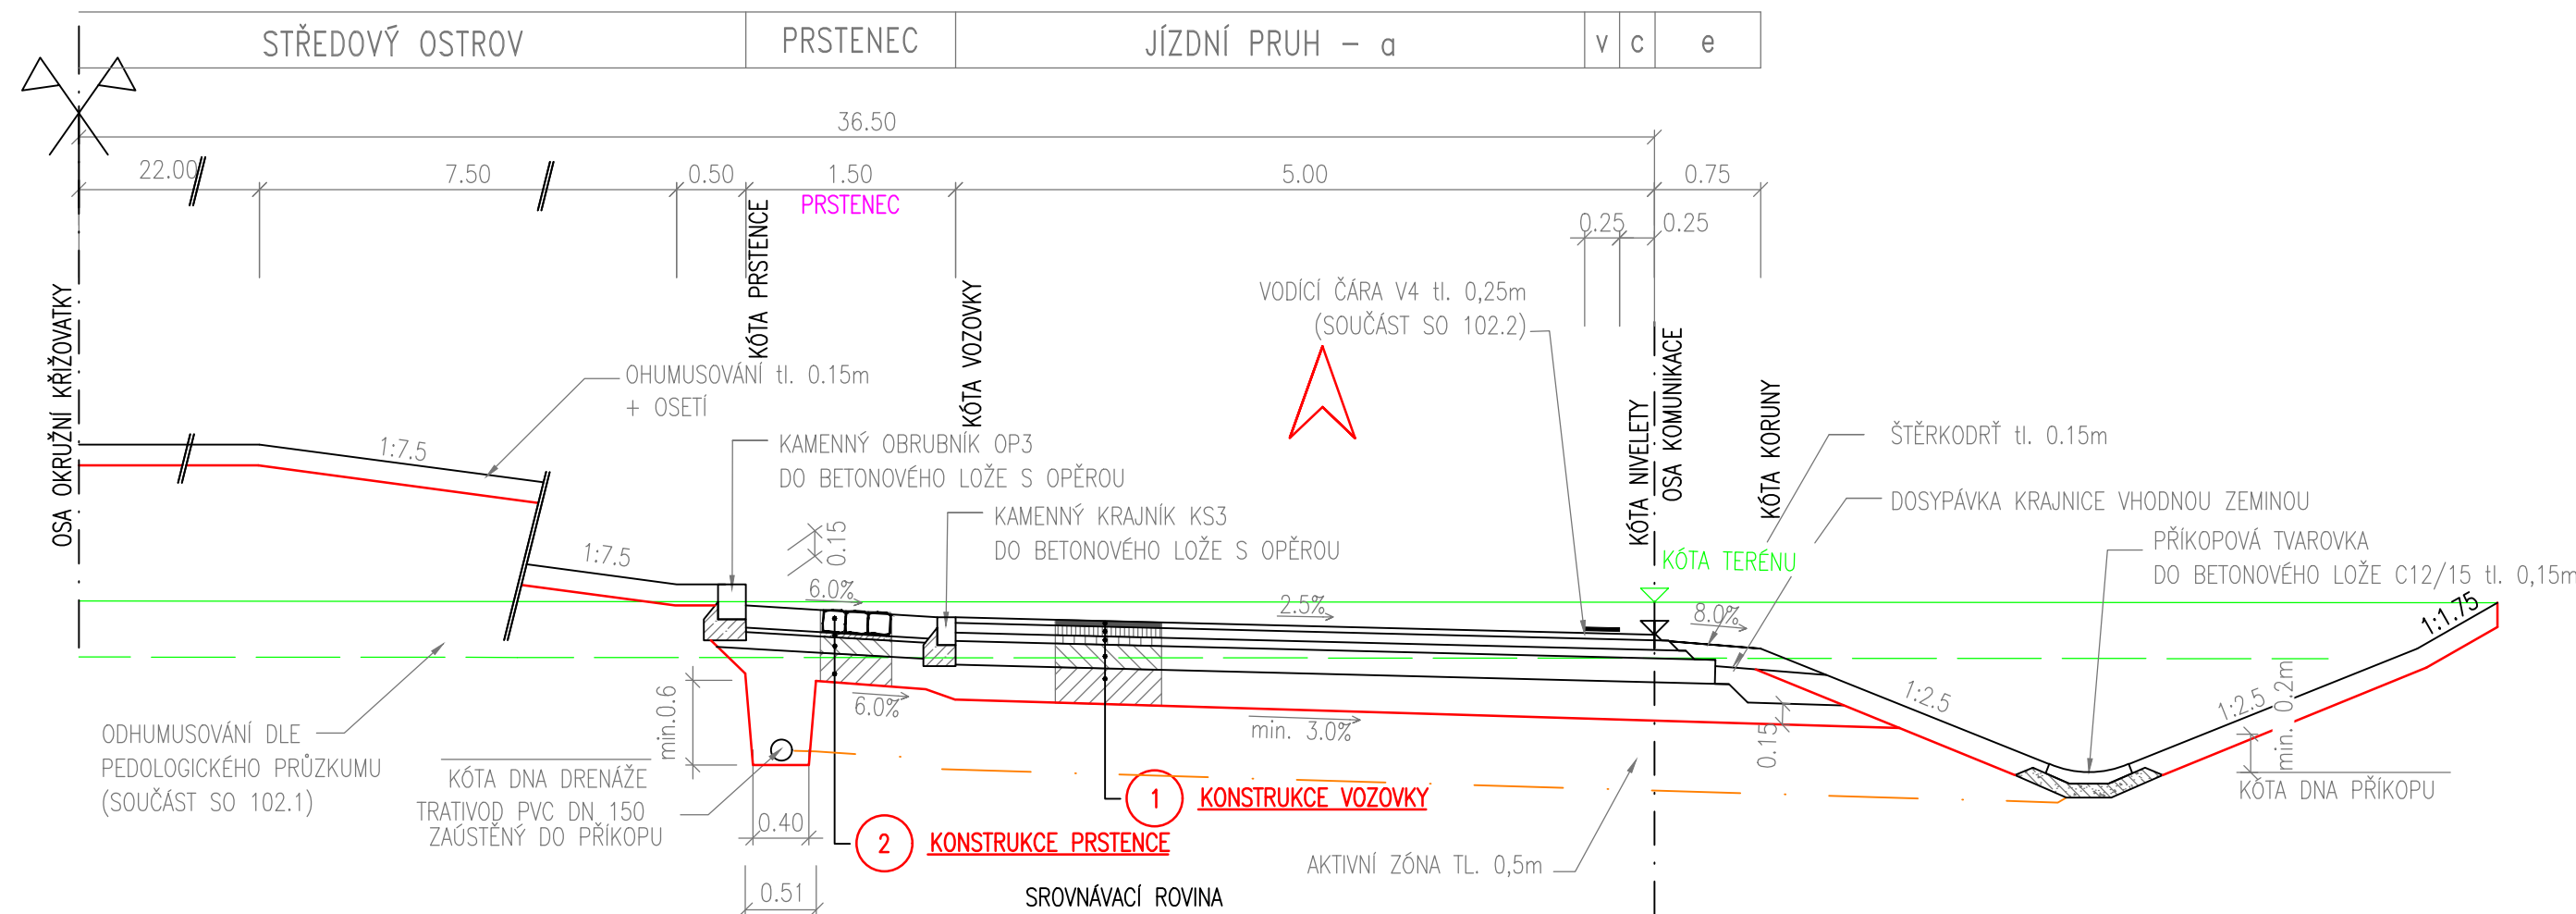 STŘEDOVÝ OSTROV
PRSTENEC
JÍZDNÍ PRUH – a
v
c
e
36.50
22.00
7.50
0.50
1.50
5.00
0.75
PRSTENEC
0.25
0.25
OSA OKRUŽNÍ KŘIŽOVATKY
KÓTA PRSTENCE
KÓTA VOZOVKY
KÓTA NIVELETY
OSA KOMUNIKACE
KÓTA KORUNY
VODÍCÍ ČÁRA V4 tl. 0,25m
(SOUČÁST SO 102.2)
OHUMUSOVÁNÍ tl. 0.15m
+ OSETÍ
1:7.5
KAMENNÝ OBRUBNÍK OP3
DO BETONOVÉHO LOŽE S OPĚROU
ŠTĚRKODRŤ tl. 0.15m
DOSYPÁVKA KRAJNICE VHODNOU ZEMINOU
KAMENNÝ KRAJNÍK KS3
DO BETONOVÉHO LOŽE S OPĚROU
0.15
PŘÍKOPOVÁ TVAROVKA
DO BETONOVÉHO LOŽE C12/15 tl. 0,15m
KÓTA TERÉNU
1:7.5
6.0%
2.5%
8.0%
1:1.75
1:2.5
1:2.5
min. 0.2m
6.0%
min. 3.0%
0.15
min.0.6
ODHUMUSOVÁNÍ DLE
PEDOLOGICKÉHO PRŮZKUMU
(SOUČÁST SO 102.1)
KÓTA DNA DRENÁŽE
TRATIVOD PVC DN 150
ZAÚSTĚNÝ DO PŘÍKOPU
KÓTA DNA PŘÍKOPU
1
KONSTRUKCE VOZOVKY
0.40
2
KONSTRUKCE PRSTENCE
AKTIVNÍ ZÓNA TL. 0,5m
0.51
SROVNÁVACÍ ROVINA